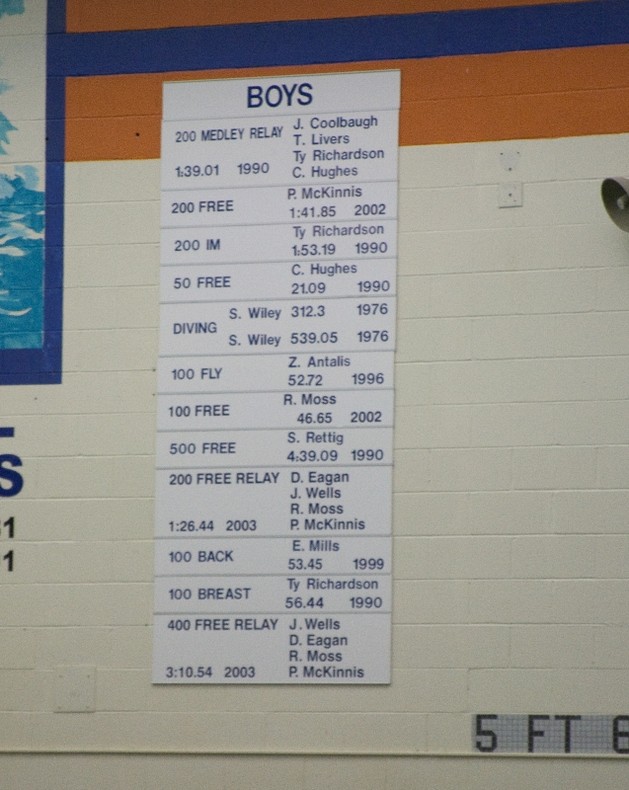 BOYS
200 MEDLEY RELAY J. Coolbaugh
T. Livers
Ty Richardson
1:39.01 1990 C. Hughes
200 FREE P. McKinnis
1:41.85 2002
200 IM Ty Richardson
1:53.19 1990
50 FREE C. Hughes
21.09 1990
DIVING S. Wiley 312.3 1976
S. Wiley 539.05 1976
100 FLY Z. Antalis
52.72 1996
100 FREE R. Moss
46.65 2002
500 FREE S. Rettig
4:39.09 1990
200 FREE RELAY D. Eagan
J. Wells
R. Moss
1:26.44 2003 P. McKinnis
100 BACK E. Mills
53.45 1999
100 BREAST Ty Richardson
56.44 1990
400 FREE RELAY J. Wells
D. Eagan
R. Moss
3:10.54 2003 P. McKinnis
S
1
1
5 FT